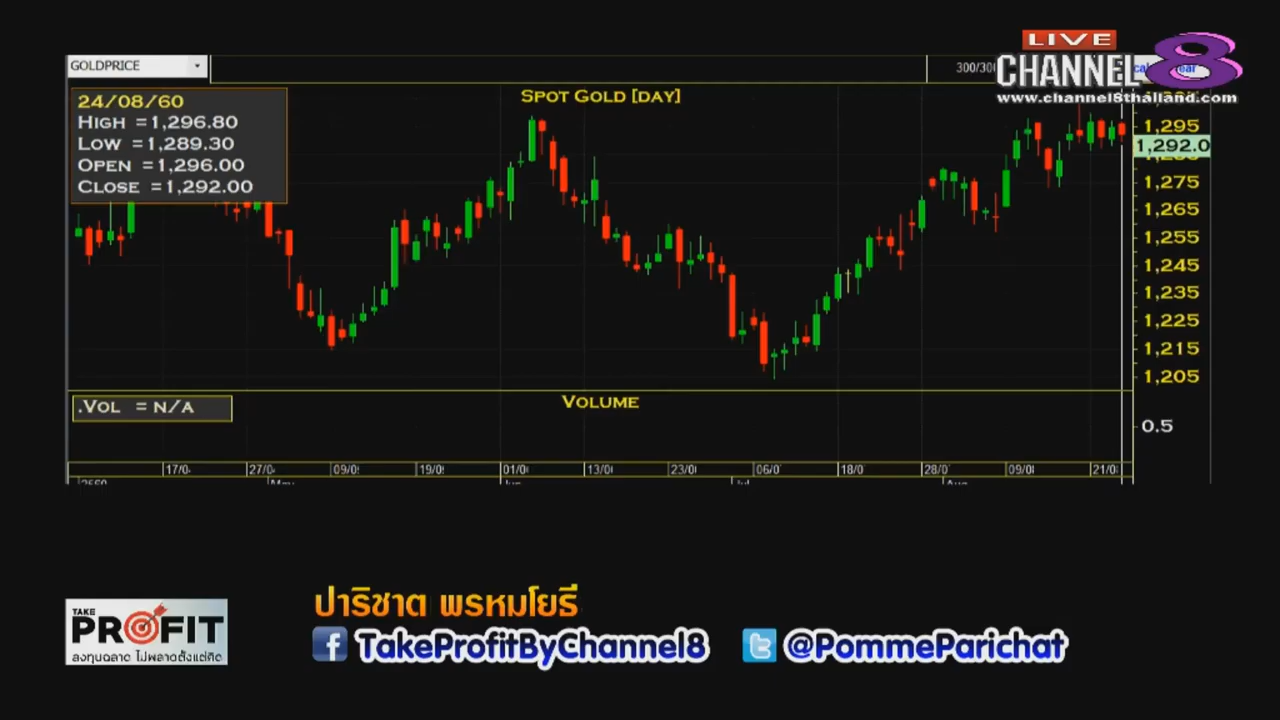 LIVE
CHANNEL 8
www.channel8thailand.com
GOLDPRICE
SPOT GOLD [DAY]
24/08/60
HIGH =1,296.80
LOW =1,289.30
OPEN =1,296.00
CLOSE =1,292.00
1,295
1,292.0
1,275
1,265
1,255
1,245
1,235
1,225
1,215
1,205
.VOL = N/A
VOLUME
0.5
17/0
27/0
09/0
19/0
01/0
13/0
23/0
06/0
18/0
28/0
09/0
21/0
TAKE
PROFIT
ลงทุนฉลาด ไม่พลาดตั้งแต่คิด
ปาริชาต พรหมโยธี
TakeProfitByChannel8
@PommeParichat